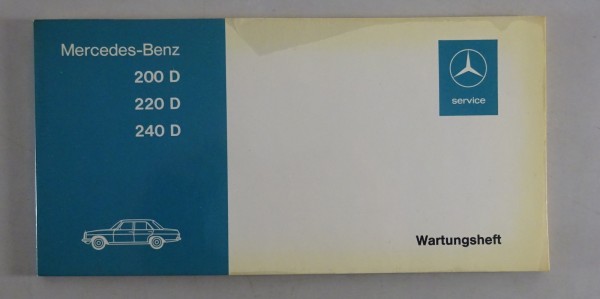 Mercedes-Benz
200 D
220 D
240 D
service
Wartungsheft